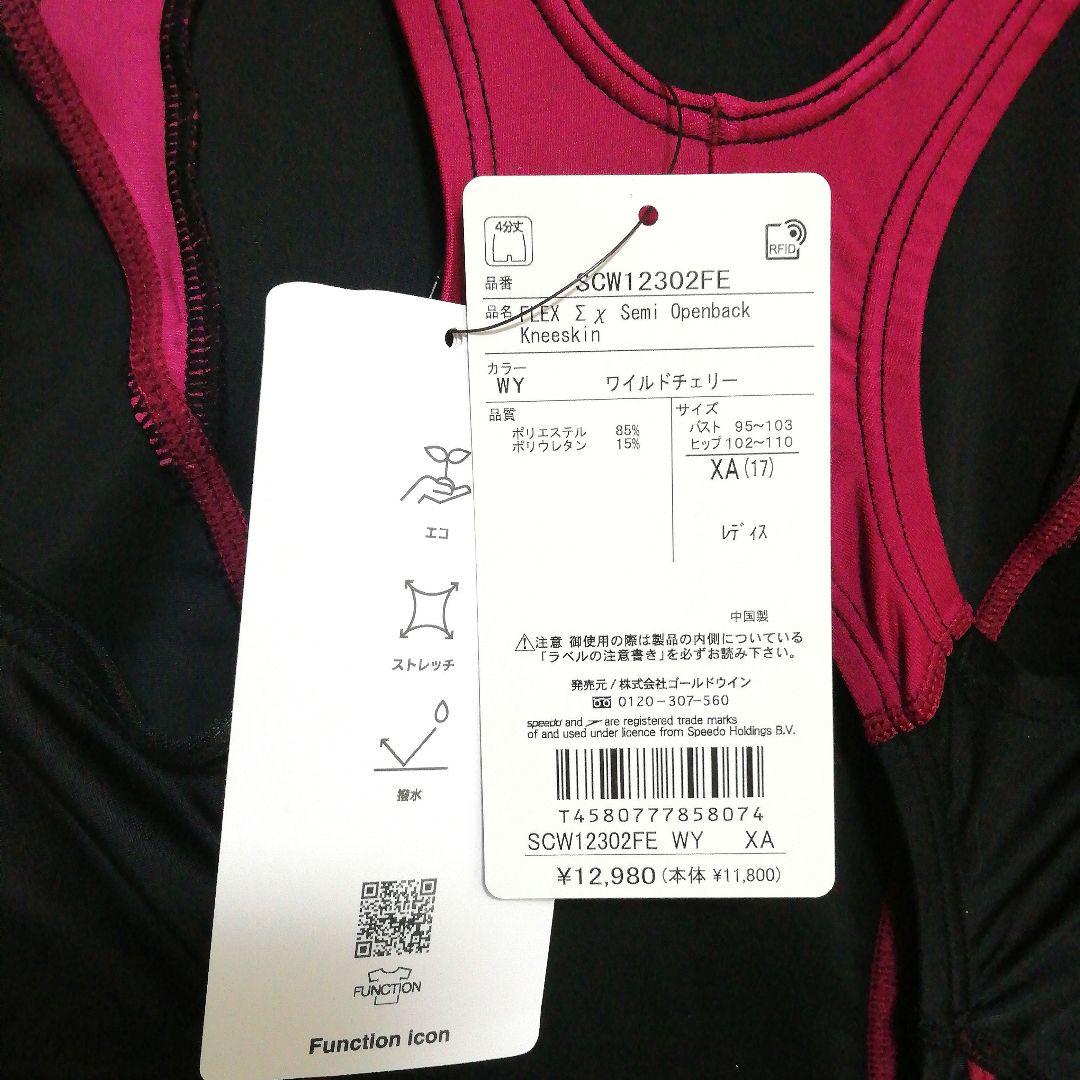 4分丈
RFID
品番 SCW12302FE
品名 FLEX Σχ Semi Openback
Kneeskin
カラー
WY ワイルドチェリー
品質
ポリエステル 85%
ポリウレタン 15%
サイズ
バスト 95~103
ヒップ 102~110
XA(17)
レディス
中国製
注意 御使用の際は製品の内側についている
「ラベルの注意書き」を必ずお読み下さい。
発売元/株式会社ゴールドウイン
0120-307-560
speedo and are registered trade marks
of and used under licence from Speedo Holdings B.V.
T4580777858074
SCW12302FE WY XA
¥12,980(本体 ¥11,800)
エコ
ストレッチ
撥水
FUNCTION
Function icon